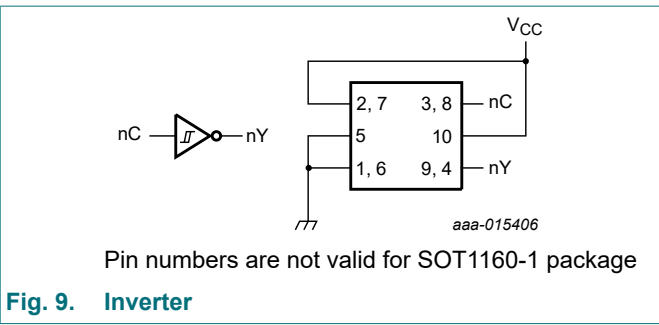 VCC
2, 7 3, 8 nC
nC nY 5 10
1, 6 9, 4 nY
aaa-015406
Pin numbers are not valid for SOT1160-1 package
Fig. 9. Inverter